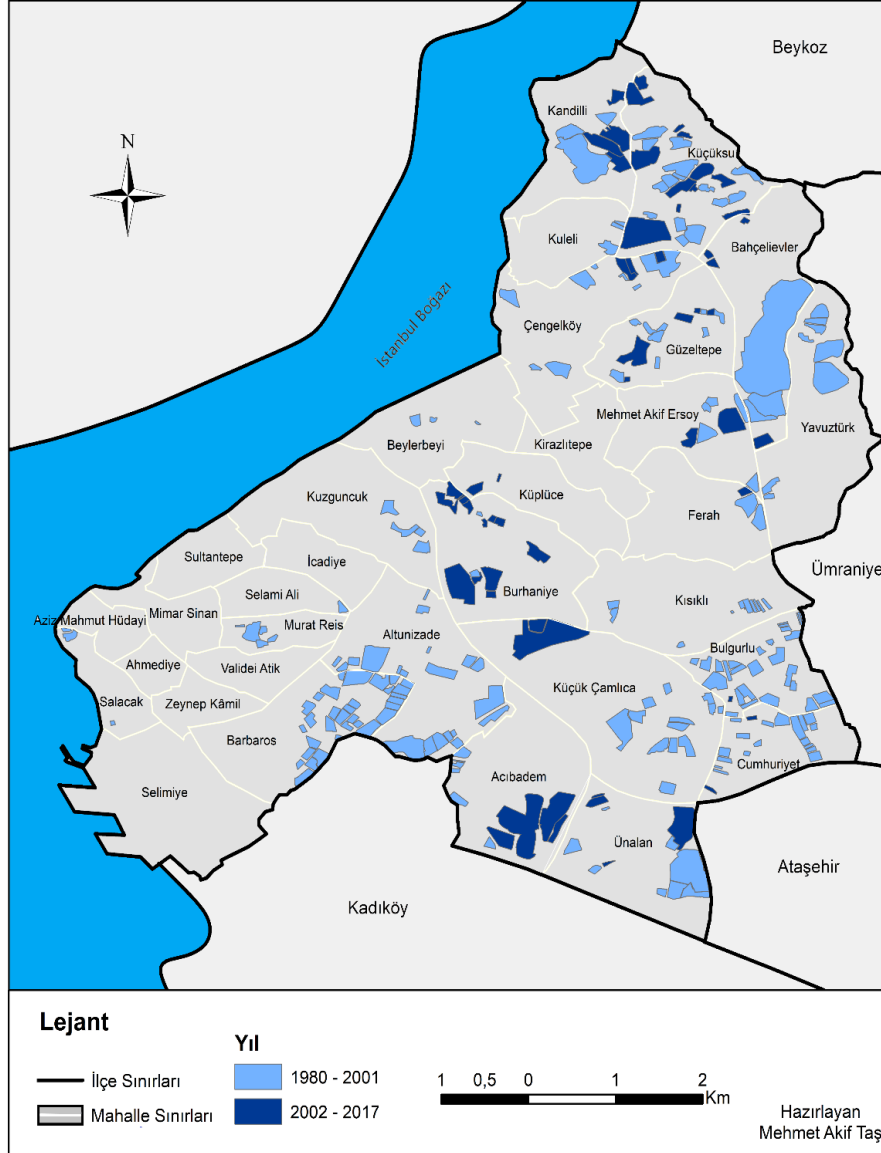 Beykoz
N
Kandilli
Küçüksu
Kuleli
Bahçelievler
İstanbul Boğazı
Çengelköy
Güzeltepe
Mehmet Akif Ersoy
Yavuztürk
Beylerbeyi
Kirazlıtepe
Kuzguncuk
Küplüce
Ferah
Sultantepe
İcadiye
Ümraniye
Selami Ali
Burhaniye
Aziz Mahmut Hüdayi
Mimar Sinan
Murat Reis
Altunizade
Kısıklı
Bulgurlu
Ahmediye
Validei Atik
Küçük Çamlıca
Salacak
Zeynep Kâmil
Barbaros
Cumhuriyet
Selimiye
Acıbadem
Ünalan
Ataşehir
Kadıköy
Lejant
Yıl
İlçe Sınırları
1980 - 2001
Mahalle Sınırları
2002 - 2017
1 0,5 0 1 2
Km
Hazırlayan
Mehmet Akif Taş